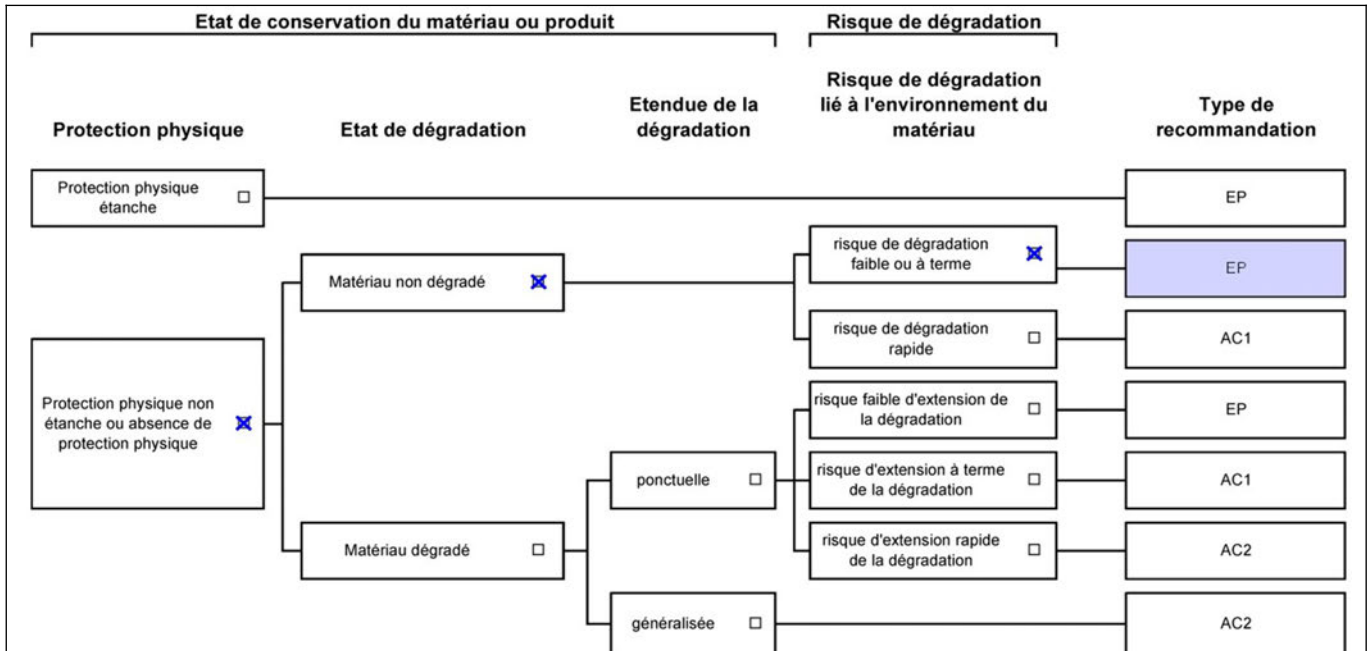 Etat de conservation du matériau ou produit
Risque de dégradation
Protection physique
Etat de dégradation
Etendue de la
dégradation
Risque de dégradation
lié à l'environnement du
matériau
Type de
recommandation
Protection physique
étanche
EP
risque de dégradation
faible ou à terme
EP
Matériau non dégradé
risque de dégradation
rapide
AC1
Protection physique non
étanche ou absence de
protection physique
risque faible d'extension de
la dégradation
EP
ponctuelle
risque d'extension à terme
de la dégradation
AC1
Matériau dégradé
risque d'extension rapide
de la dégradation
AC2
généralisée
AC2